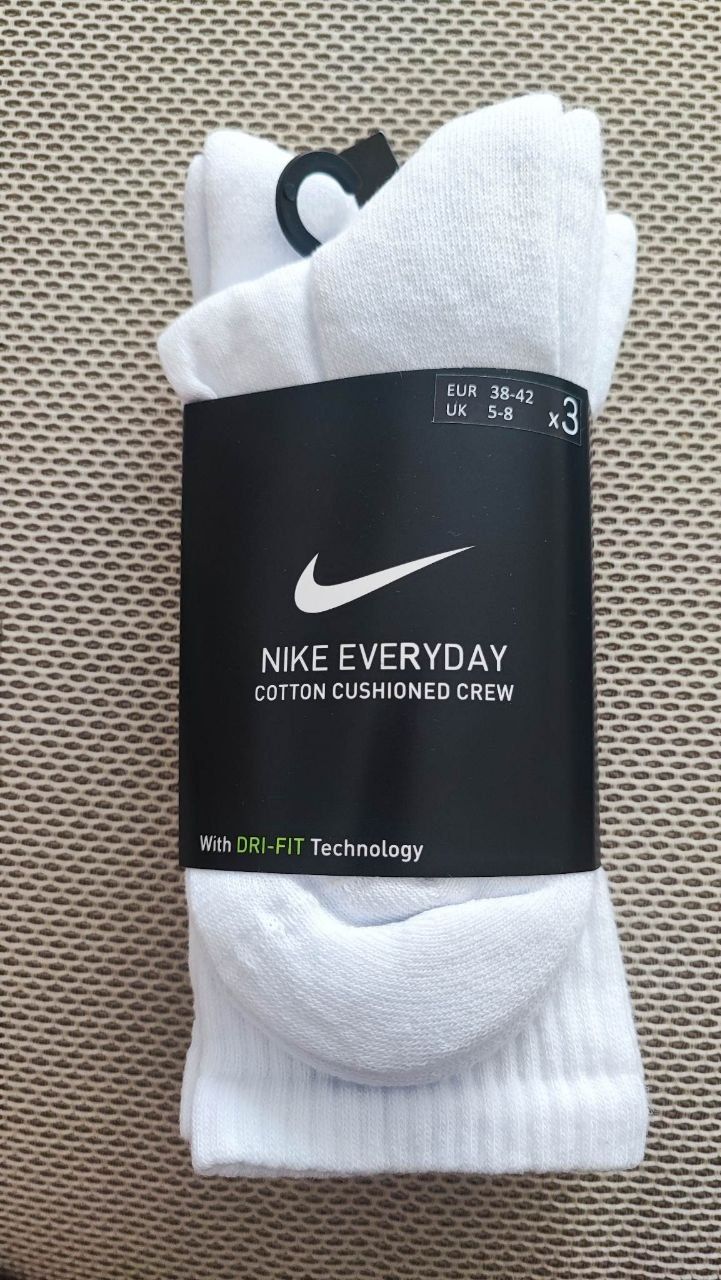 EUR 38-42
UK 5-8
x3
NIKE EVERYDAY
COTTON CUSHIONED CREW
With DRI-FIT Technology